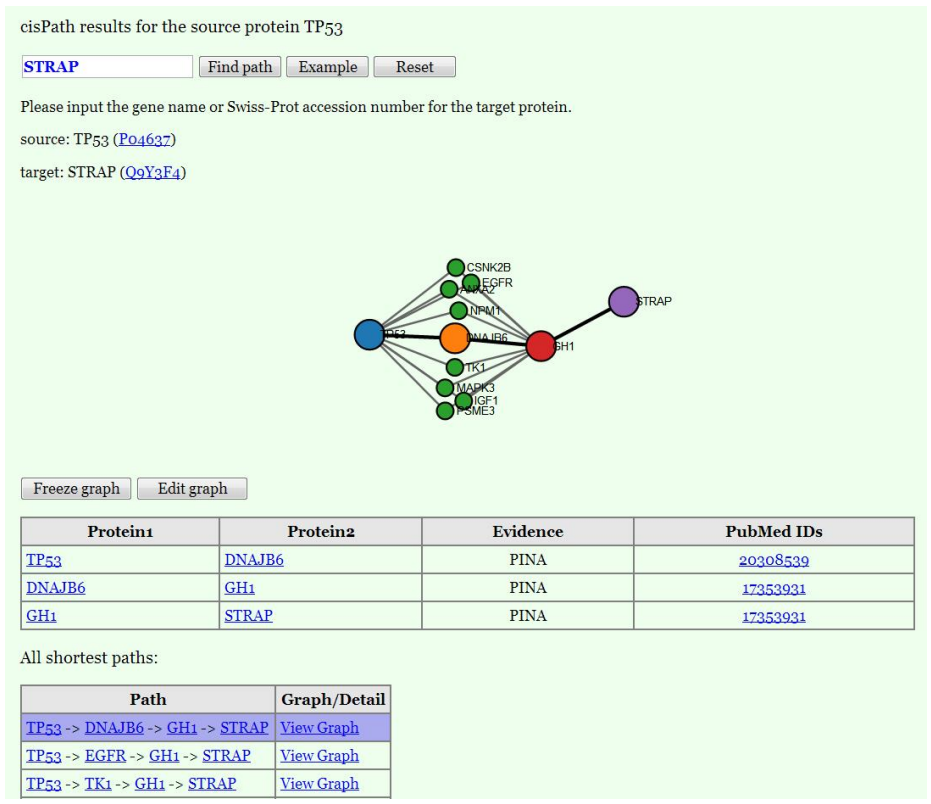 cisPath results for the source protein TP53
STRAP Find path Example Reset
Please input the gene name or Swiss-Prot accession number for the target protein.
source: TP53 (P04637)
target: STRAP (Q9Y3F4)
CSNK2B
EGFR
ANXA2
NPM1
STRAP
TP53
DNAJB6
GH1
TK1
MAPK3
IGF1
PSME3
Freeze graph Edit graph
Protein1 Protein2 Evidence PubMed IDs
TP53 DNAJB6 PINA 20308539
DNAJB6 GH1 PINA 17353931
GH1 STRAP PINA 17353931
All shortest paths:
Path Graph/Detail
TP53 -> DNAJB6 -> GH1 -> STRAP View Graph
TP53 -> EGFR -> GH1 -> STRAP View Graph
TP53 -> TK1 -> GH1 -> STRAP View Graph